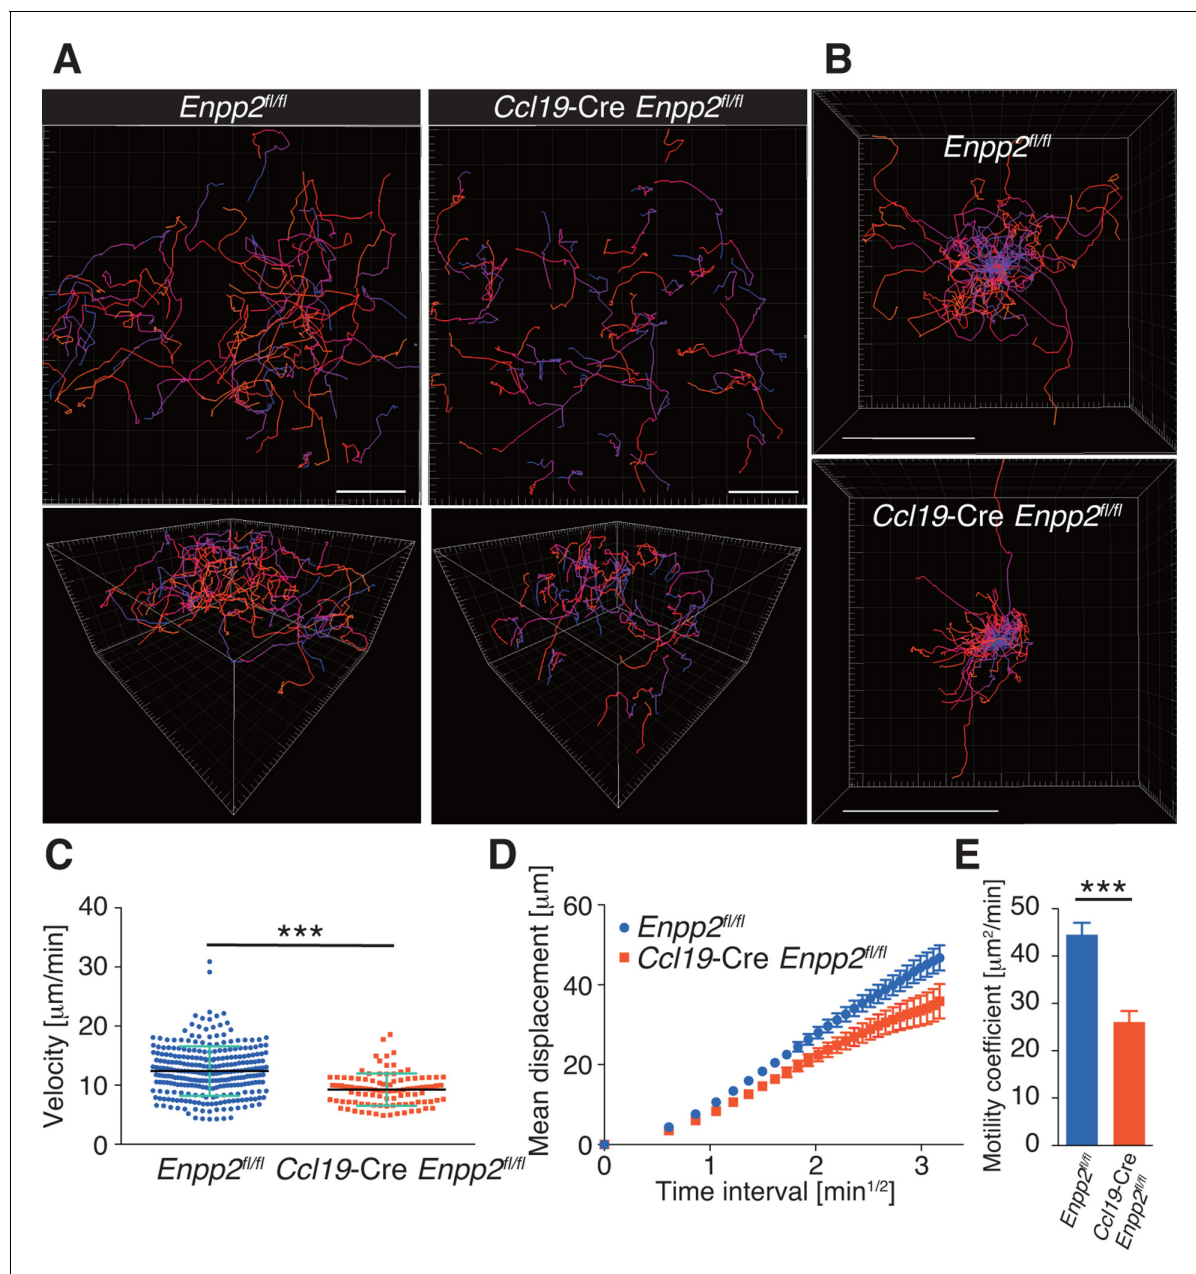 A
B
Enpp2fl/fl
Ccl19-Cre Enpp2fl/fl
Enpp2fl/fl
Ccl19-Cre Enpp2fl/fl
C
D
E
Velocity [μm/min]
40
30
20
10
0
***
Enpp2fl/fl
Ccl19-Cre Enpp2fl/fl
Mean displacement [μm]
60
40
20
0
Enpp2fl/fl
Ccl19-Cre Enpp2fl/fl
0
1
2
3
Time interval [min1/2]
Motility coefficient [μm2/min]
50
40
30
20
10
0
***
Enpp2fl/fl
Ccl19-Cre
Enpp2fl/fl